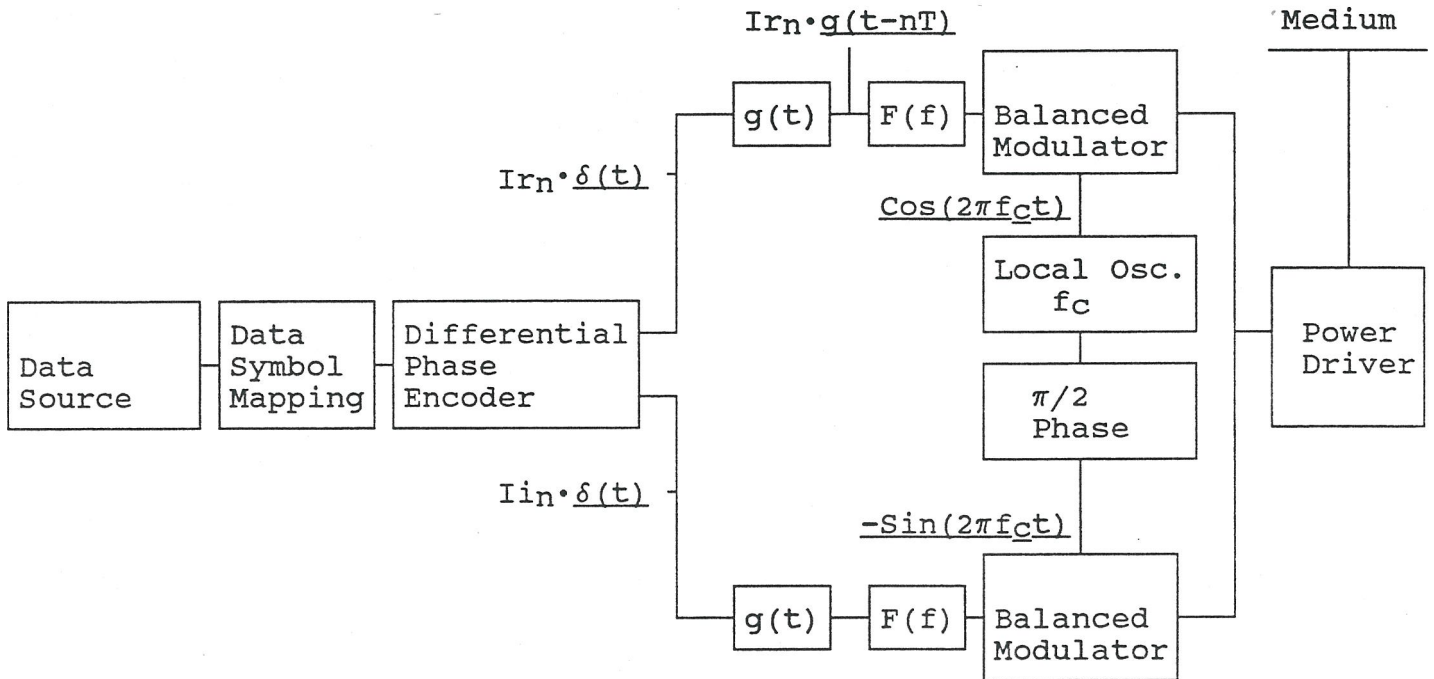 Irn·g(t-nT)
Medium
g(t)
F(f)
Balanced
Modulator
Irn·δ(t)
Cos(2πfct)
Local Osc.
fc
Data
Source
Data
Symbol
Mapping
Differential
Phase
Encoder
Power
Driver
π/2
Phase
Iin·δ(t)
-Sin(2πfct)
g(t)
F(f)
Balanced
Modulator